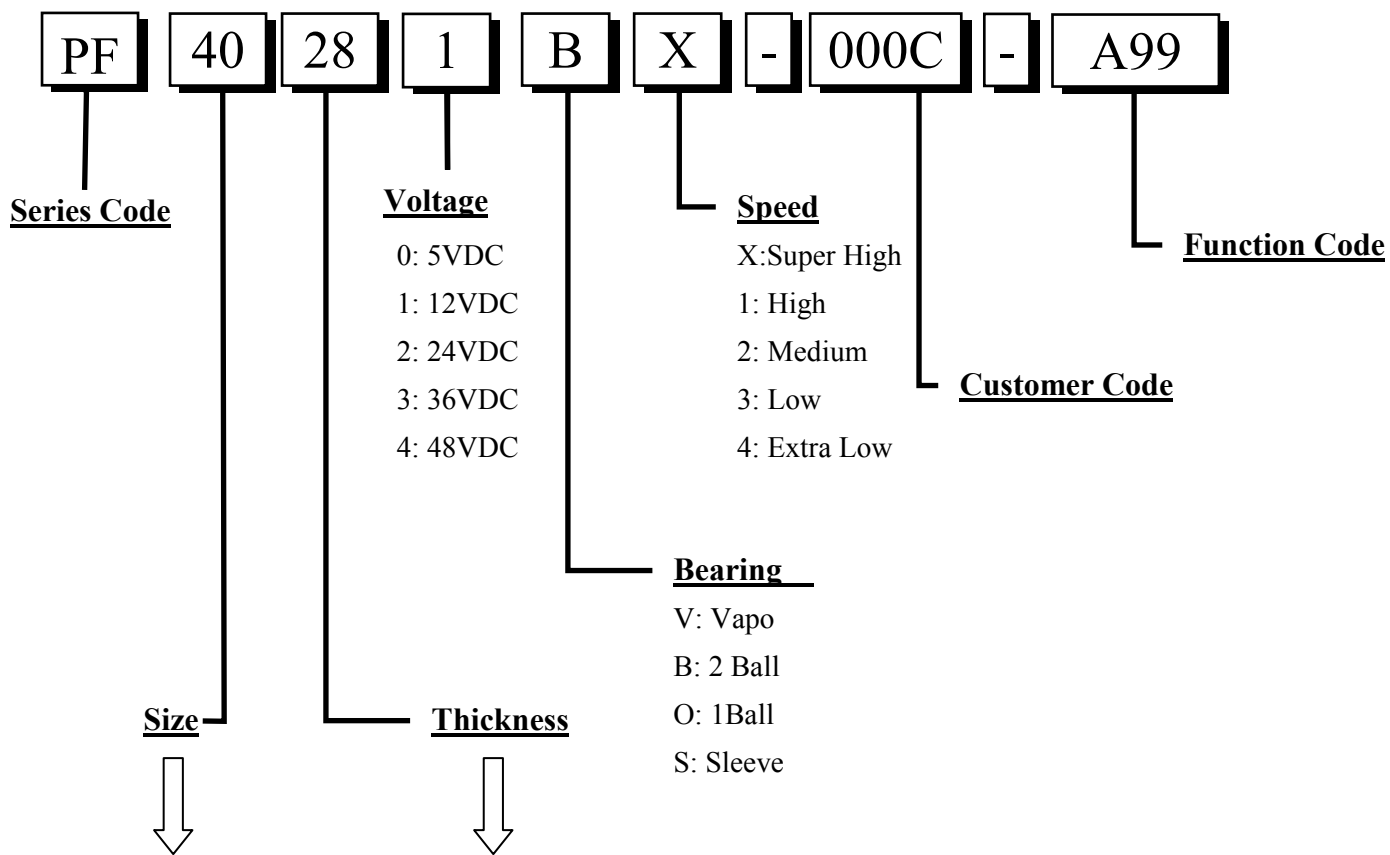 PF 40 28 1 B X - 000C - A99
Series Code
Voltage
0: 5VDC
1: 12VDC
2: 24VDC
3: 36VDC
4: 48VDC
Speed
X:Super High
1: High
2: Medium
3: Low
4: Extra Low
Function Code
Customer Code
Bearing
V: Vapo
B: 2 Ball
O: 1Ball
S: Sleeve
Size
Thickness